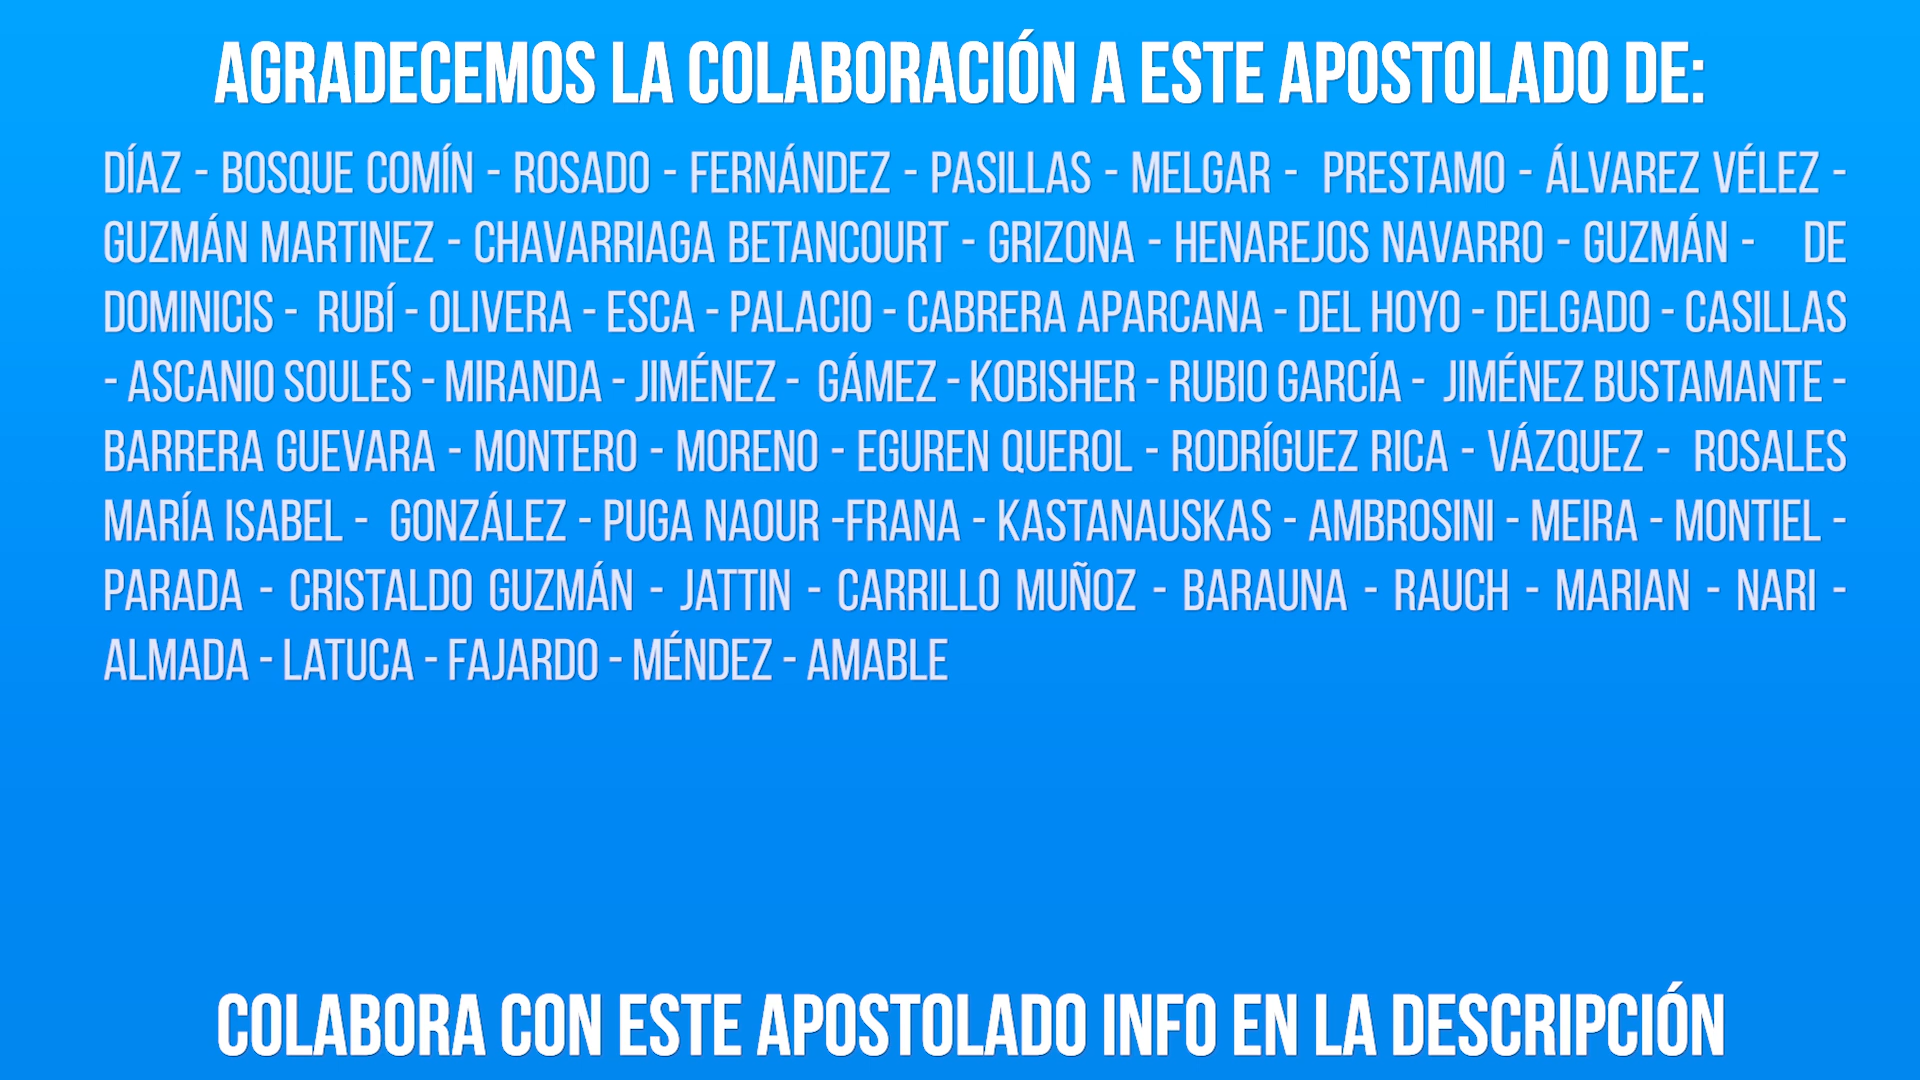 AGRADECEMOS LA COLABORACIÓN A ESTE APOSTOLADO DE:
DÍAZ - BOSQUE COMÍN - ROSADO - FERNÁNDEZ - PASILLAS - MELGAR - PRESTAMO - ÁLVAREZ VÉLEZ -
GUZMÁN MARTINEZ - CHAVARRIAGA BETANCOURT - GRIZONA - HENAREJOS NAVARRO - GUZMÁN - DE
DOMINICIS - RUBÍ - OLIVERA - ESCA - PALACIO - CABRERA APARCANA - DEL HOYO - DELGADO - CASILLAS
- ASCANIO SOULES - MIRANDA - JIMÉNEZ - GÁMEZ - KOBISHER - RUBIO GARCÍA - JIMÉNEZ BUSTAMANTE -
BARRERA GUEVARA - MONTERO - MORENO - EGUREN QUEROL - RODRÍGUEZ RICA - VÁZQUEZ - ROSALES
MARÍA ISABEL - GONZÁLEZ - PUGA NAOUR -FRANA - KASTANAUSKAS - AMBROSINI - MEIRA - MONTIEL -
PARADA - CRISTALDO GUZMÁN - JATTIN - CARRILLO MUÑOZ - BARAUNA - RAUCH - MARIAN - NARI -
ALMADA - LATUCA - FAJARDO - MÉNDEZ - AMABLE
COLABORA CON ESTE APOSTOLADO INFO EN LA DESCRIPCIÓN